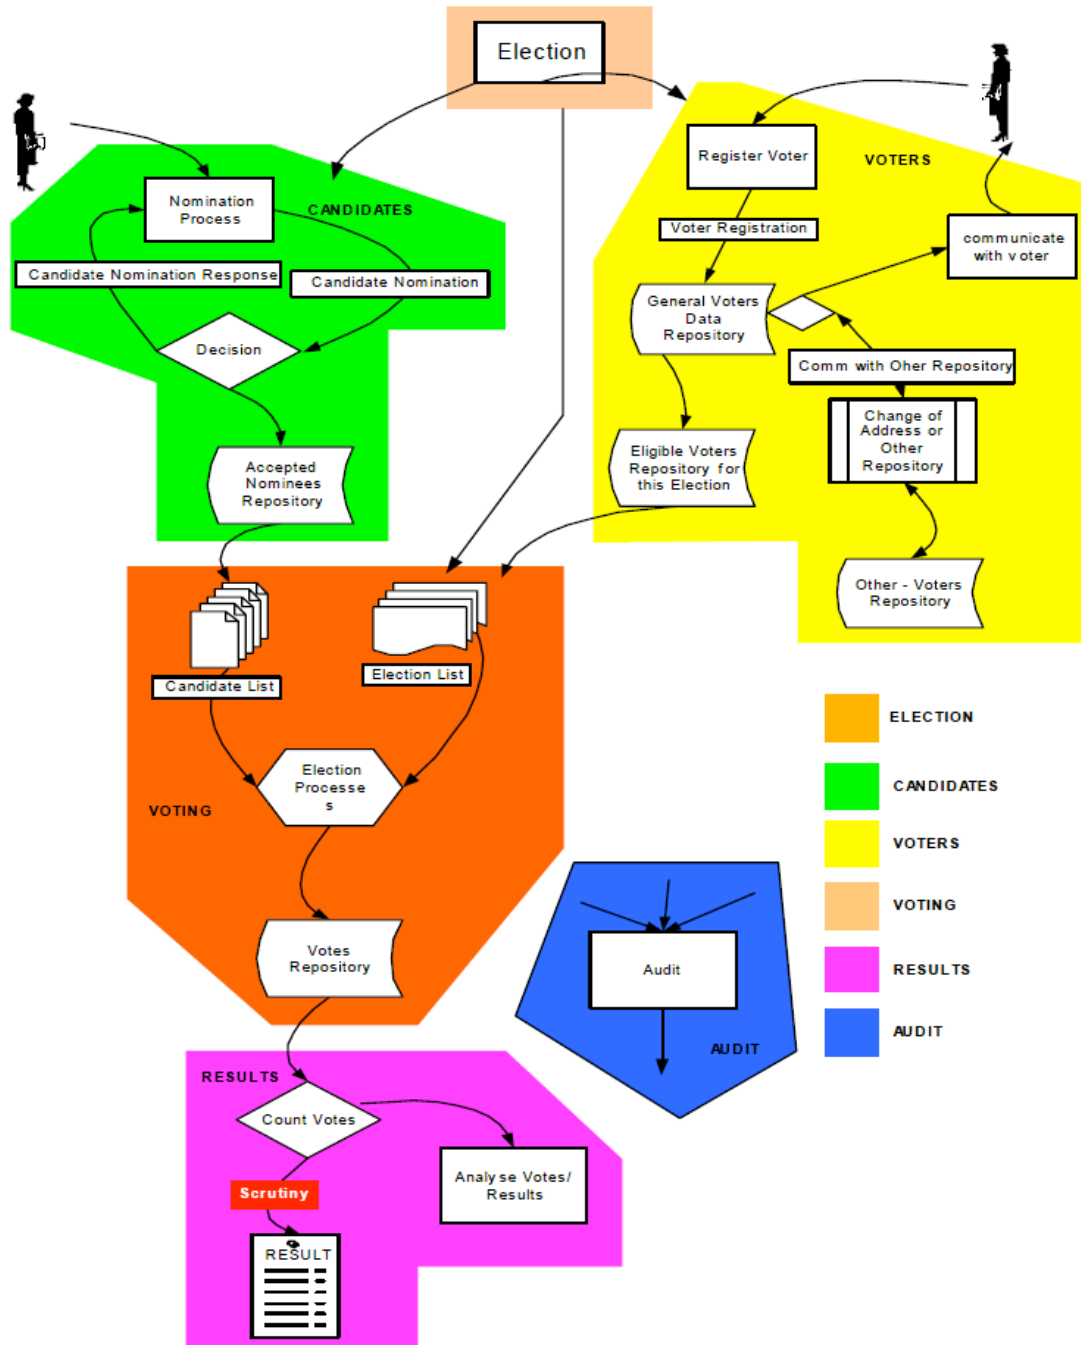 Election
Register Voter
VOTERS
Nomination
Process
CANDIDATES
Voter Registration
communicate
with voter
Candidate Nomination Response
Candidate Nomination
General Voters
Data
Repository
Decision
Comm with Oher Repository
Change of
Address or
Other
Repository
Accepted
Nominees
Repository
Eligible Voters
Repository for
this Election
Other - Voters
Repository
Candidate List
Election List
Election
Processe
s
VOTING
Votes
Repository
ELECTION
CANDIDATES
VOTERS
VOTING
RESULTS
AUDIT
Audit
AUDIT
RESULTS
Count Votes
Analyse Votes/
Results
Scrutiny
RESULT